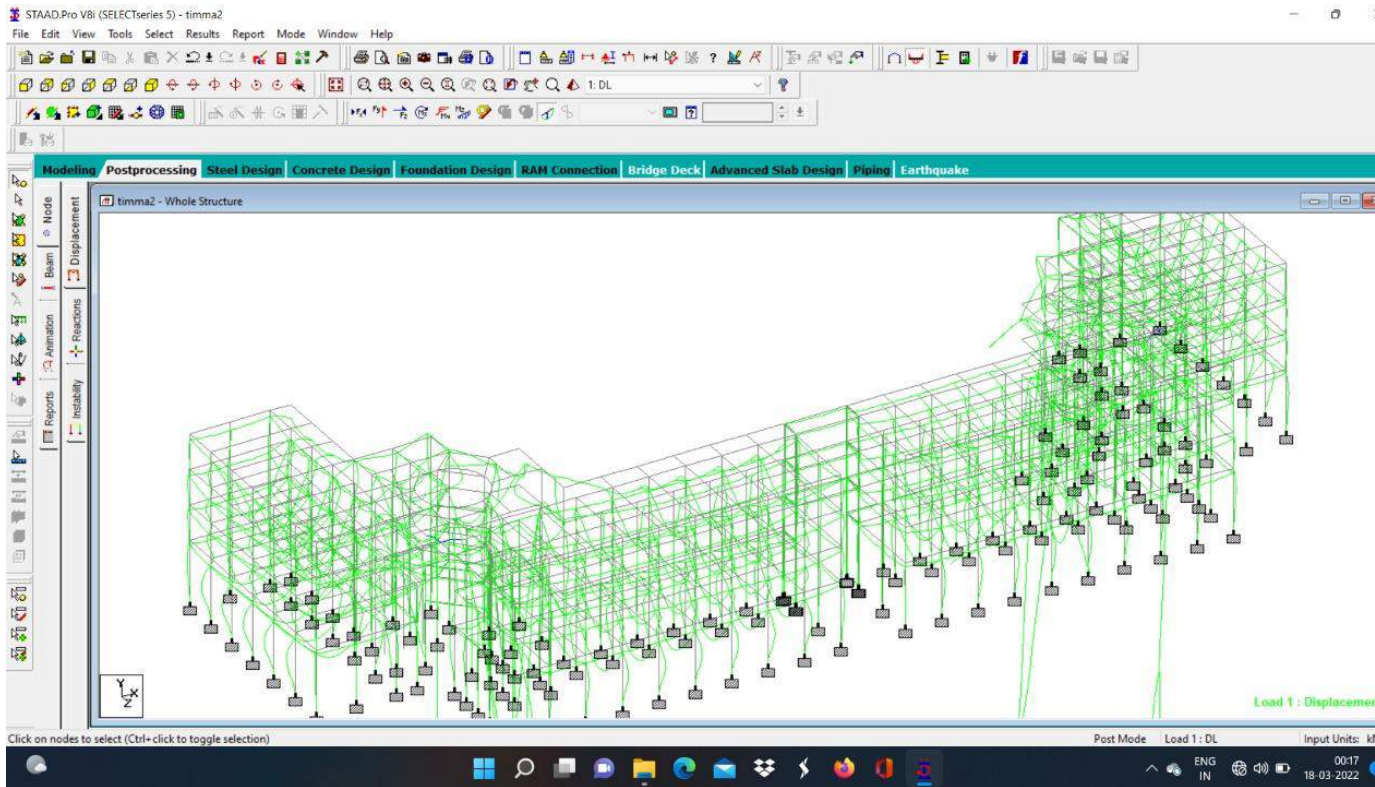 STAAD.Pro V8i (SELECTseries 5) - timma2
File Edit View Tools Select Results Report Mode Window Help
1: DL
Modeling Postprocessing Steel Design Concrete Design Foundation Design RAM Connection Bridge Deck Advanced Slab Design Piping Earthquake
Node
Beam
Animation
Reports
Displacement
Reactions
Instability
timma2 - Whole Structure
Y
X
Z
Load 1 : Displacemen
Click on nodes to select (Ctrl+click to toggle selection)
Post Mode Load 1 : DL Input Units:
ENG
IN
00:17
18-03-2022